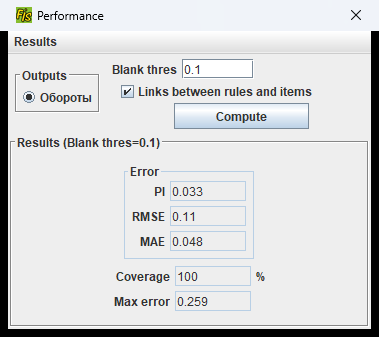 FIS Performance
Results
Outputs
Обороты
Blank thres 0.1
Links between rules and items
Compute
Results (Blank thres=0.1)
Error
PI 0.033
RMSE 0.11
MAE 0.048
Coverage 100 %
Max error 0.259